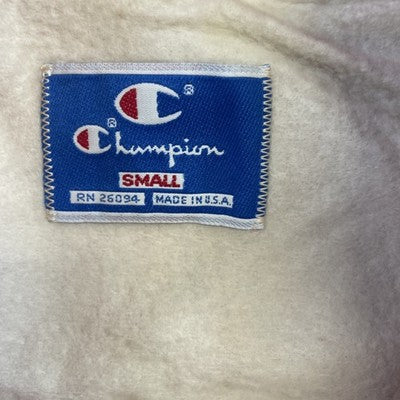 C®
®Champion
SMALL
RN 26094 MADE IN U.S.A.